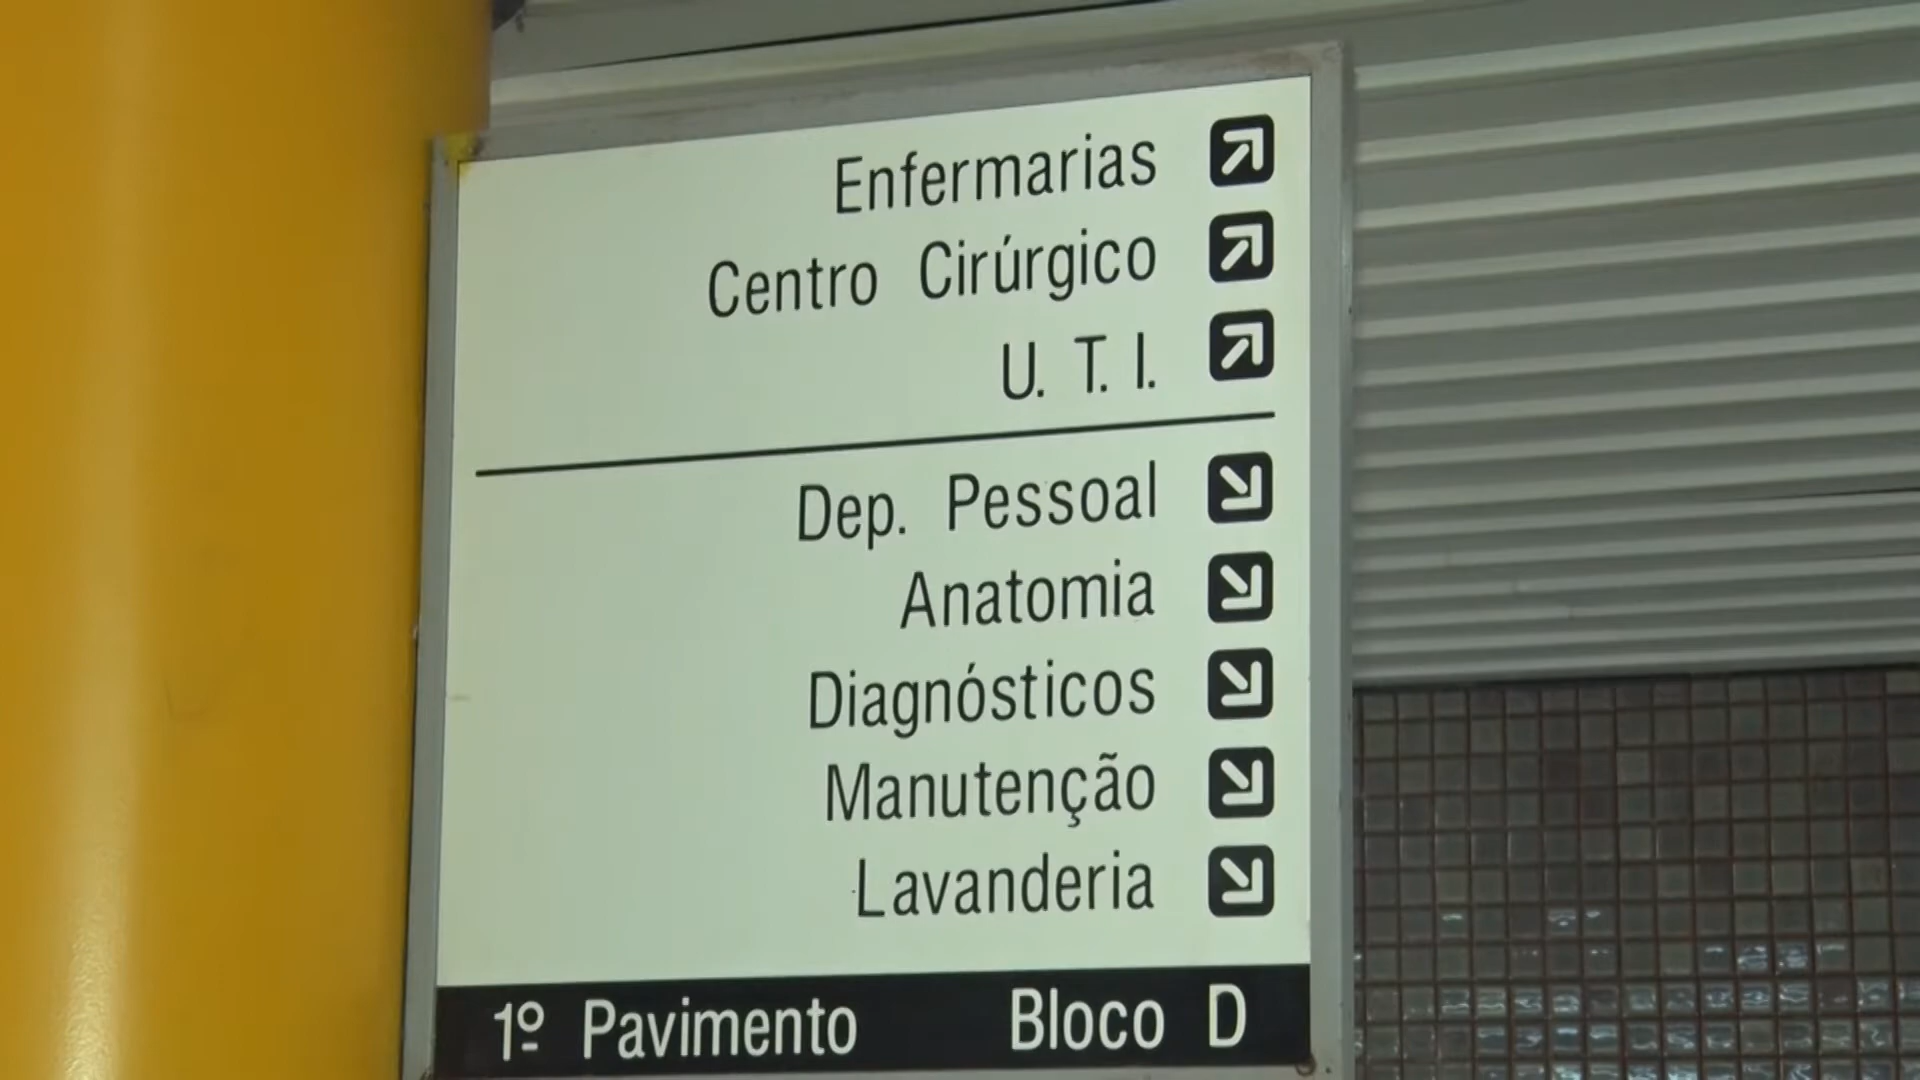 Enfermarias
Centro Cirúrgico
U. T. I.
Dep. Pessoal
Anatomia
Diagnósticos
Manutenção
Lavanderia
1º Pavimento Bloco D